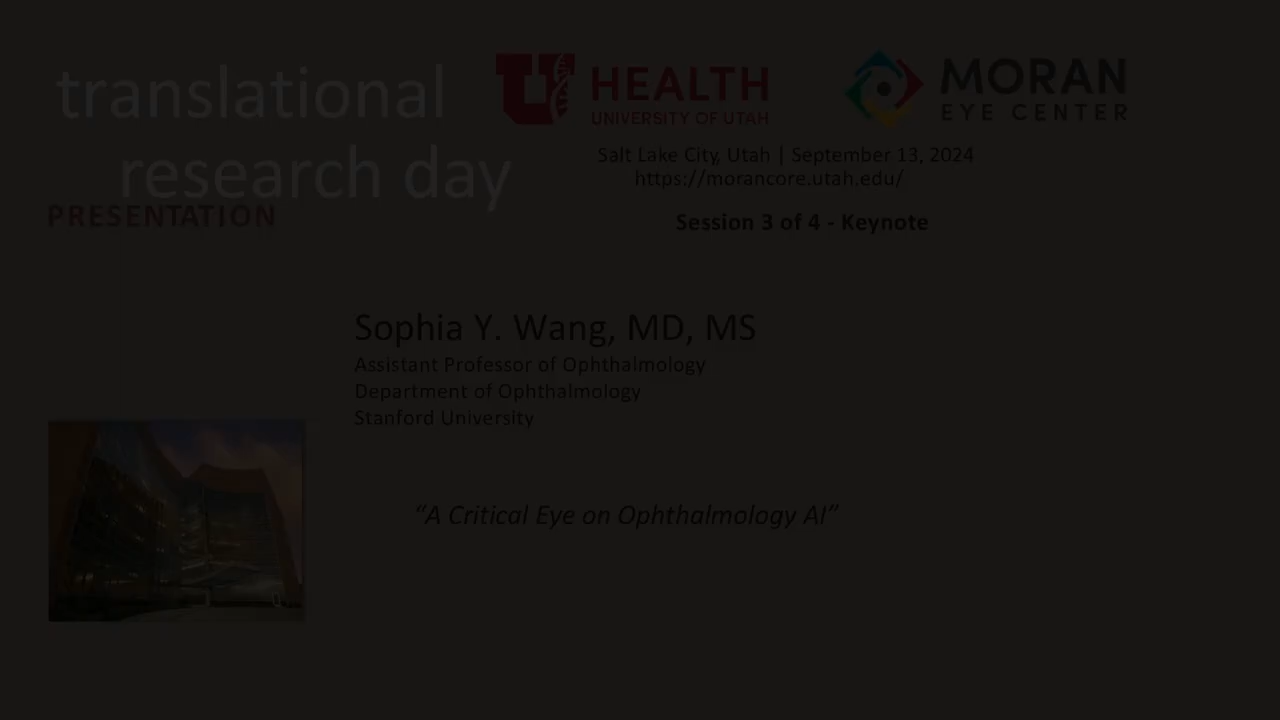 translational
research day
PRESENTATION
U HEALTH
UNIVERSITY OF UTAH
MORAN
EYE CENTER
Salt Lake City, Utah | September 13, 2024
https://morancore.utah.edu/
Session 3 of 4 - Keynote
Sophia Y. Wang, MD, MS
Assistant Professor of Ophthalmology
Department of Ophthalmology
Stanford University
“A Critical Eye on Ophthalmology AI”